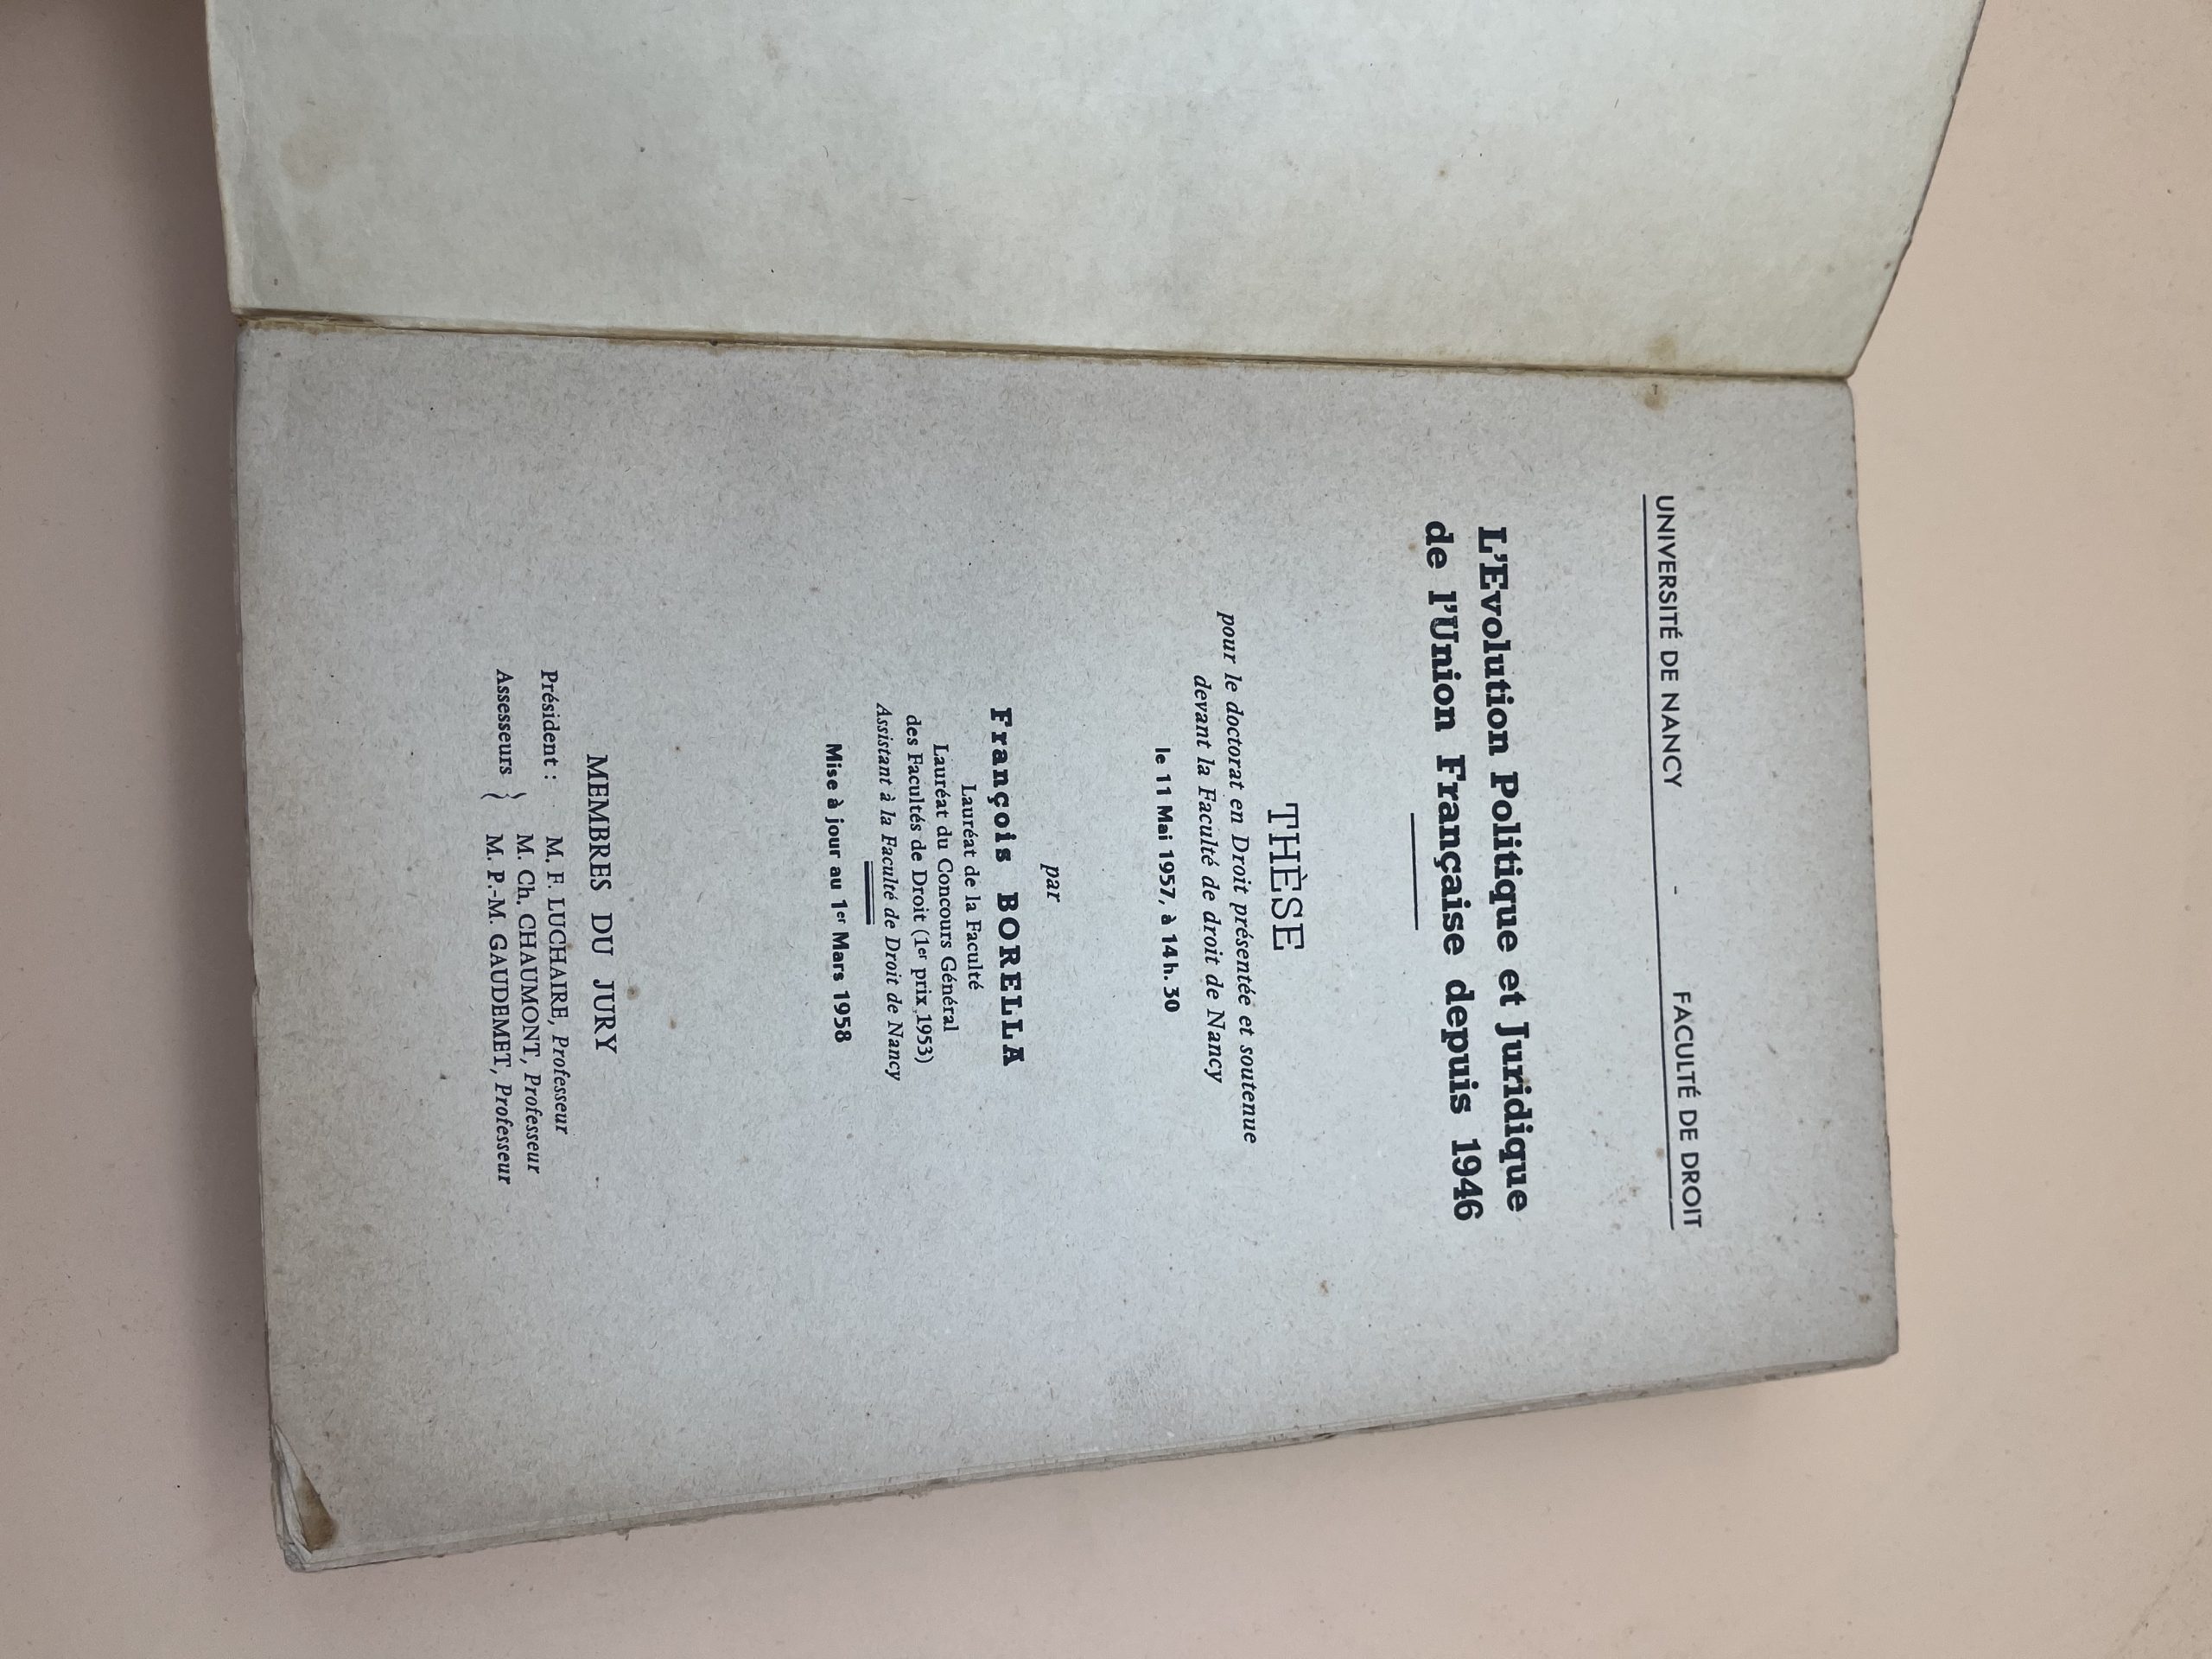 UNIVERSITÉ DE NANCY - FACULTÉ DE DROIT
L'Evolution Politique et Juridique
de l'Union Française depuis 1946
THÈSE
pour le doctorat en Droit présentée et soutenue
devant la Faculté de droit de Nancy
le 11 Mai 1957, à 14 h. 30
par
François BORELLA
Lauréat de la Faculté
Lauréat du Concours Général
des Facultés de Droit (1er prix 1953)
Assistant à la Faculté de Droit de Nancy
Mise à jour au 1er Mars 1958
MEMBRES DU JURY
Président : M. F. LUCHAIRE, Professeur
Assesseurs } M. Ch. CHAUMONT, Professeur
M. P.-M. GAUDEMET, Professeur